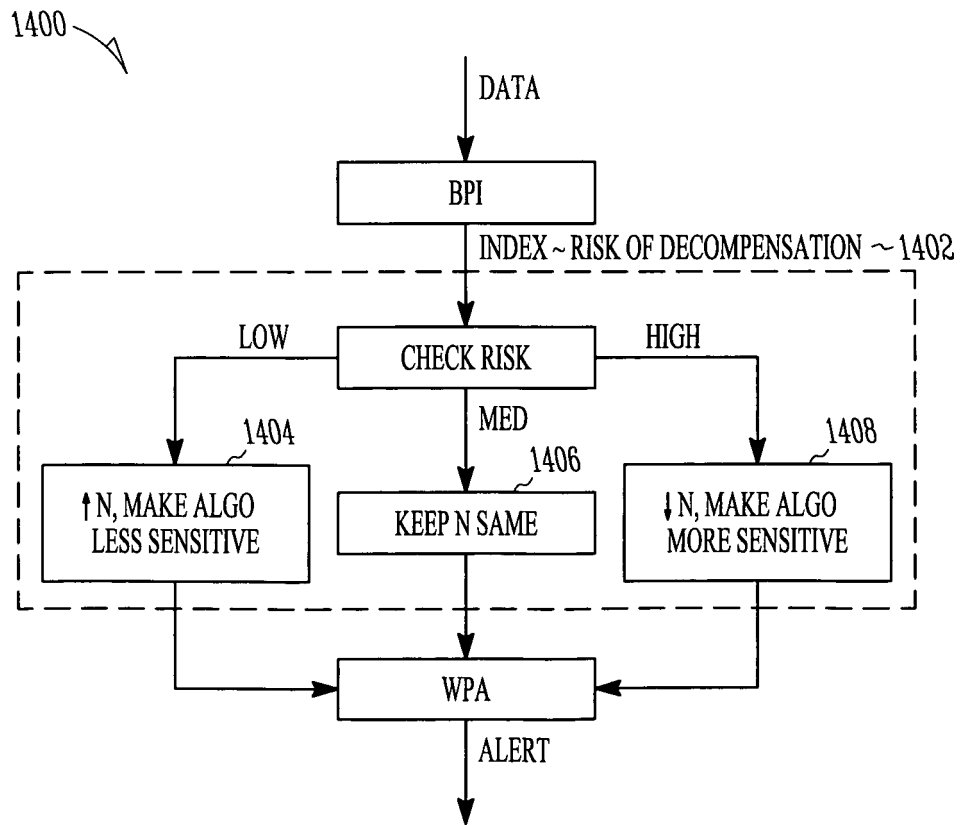 1400
DATA
BPI
INDEX ~ RISK OF DECOMPENSATION ~1402
LOW
CHECK RISK
HIGH
MED
1404
1406
1408
↑ N, MAKE ALGO
LESS SENSITIVE
KEEP N SAME
↓ N, MAKE ALGO
MORE SENSITIVE
WPA
ALERT